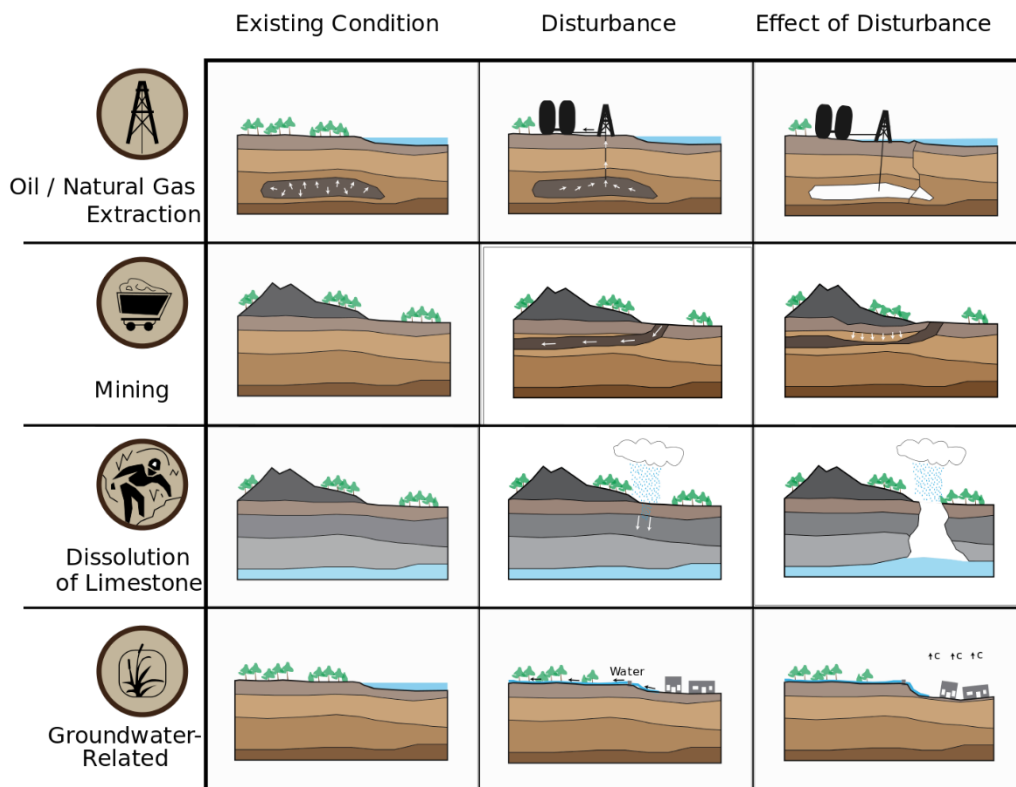 Existing Condition
Disturbance
Effect of Disturbance
Oil / Natural Gas
Extraction
Mining
Dissolution
of Limestone
Groundwater-
Related
Water
C C C